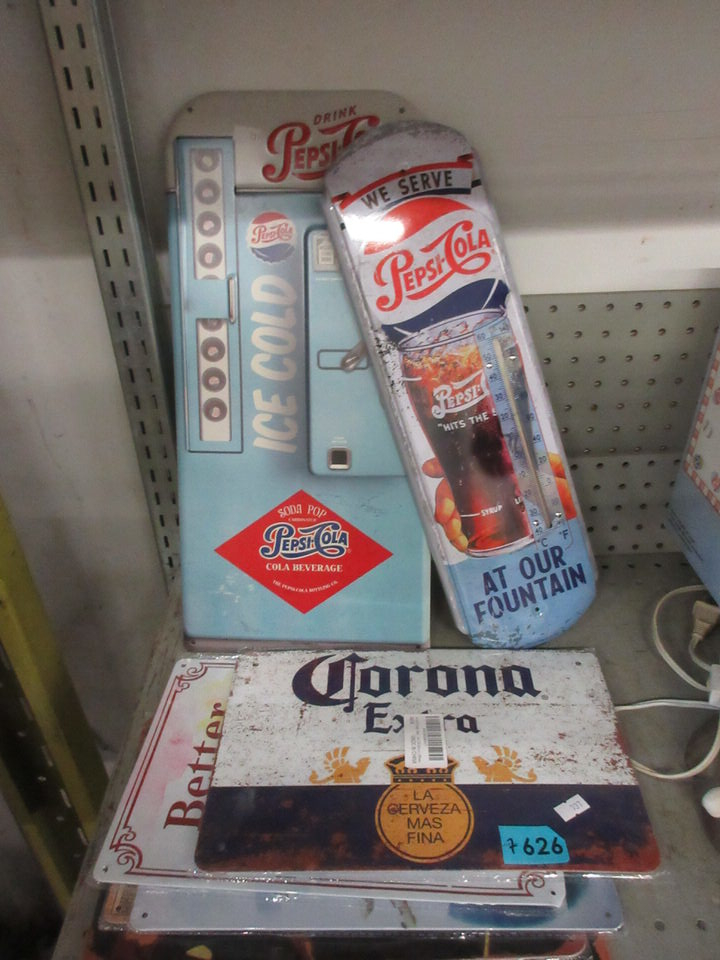 DRINK
PEPSI-
Pepsi-Cola
ICE COLD
SODA POP
CARBONATED
PEPSI-COLA
COLA BEVERAGE
THE PEPSI-COLA BOTTLING CO.
WE SERVE
PEPSI-COLA
PEPSI-
"HITS THE
SYRUP
°C °F
AT OUR
FOUNTAIN
Corona
Extra
LA
CERVEZA
MAS
FINA
7626
Better